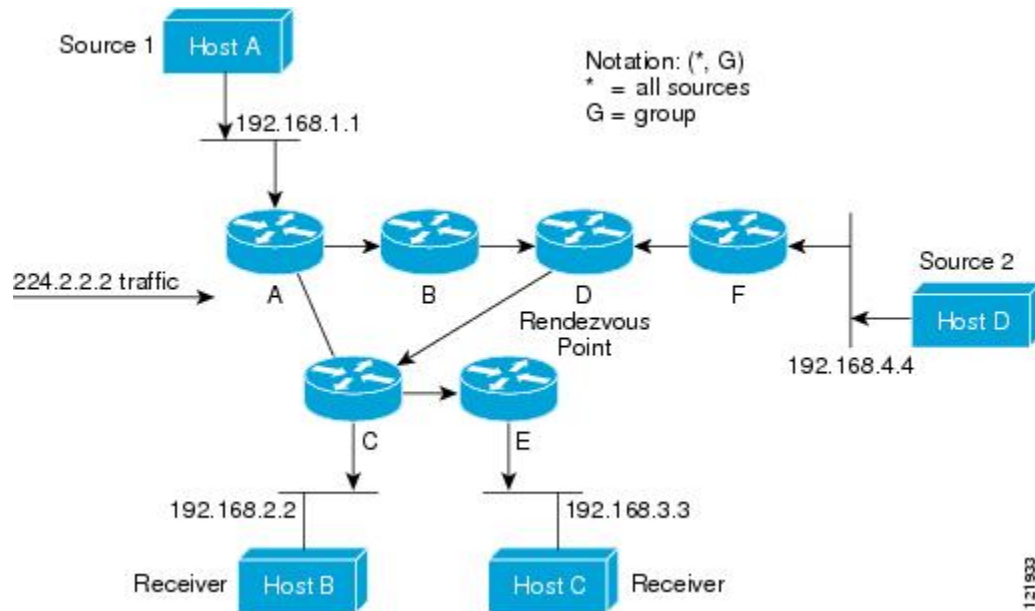 Source 1
Host A
Notation: (*, G)
* = all sources
G = group
192.168.1.1
224.2.2.2 traffic
A
B
D
F
Rendezvous
Point
Source 2
Host D
192.168.4.4
C
E
192.168.2.2
192.168.3.3
Receiver
Host B
Host C
Receiver
121933